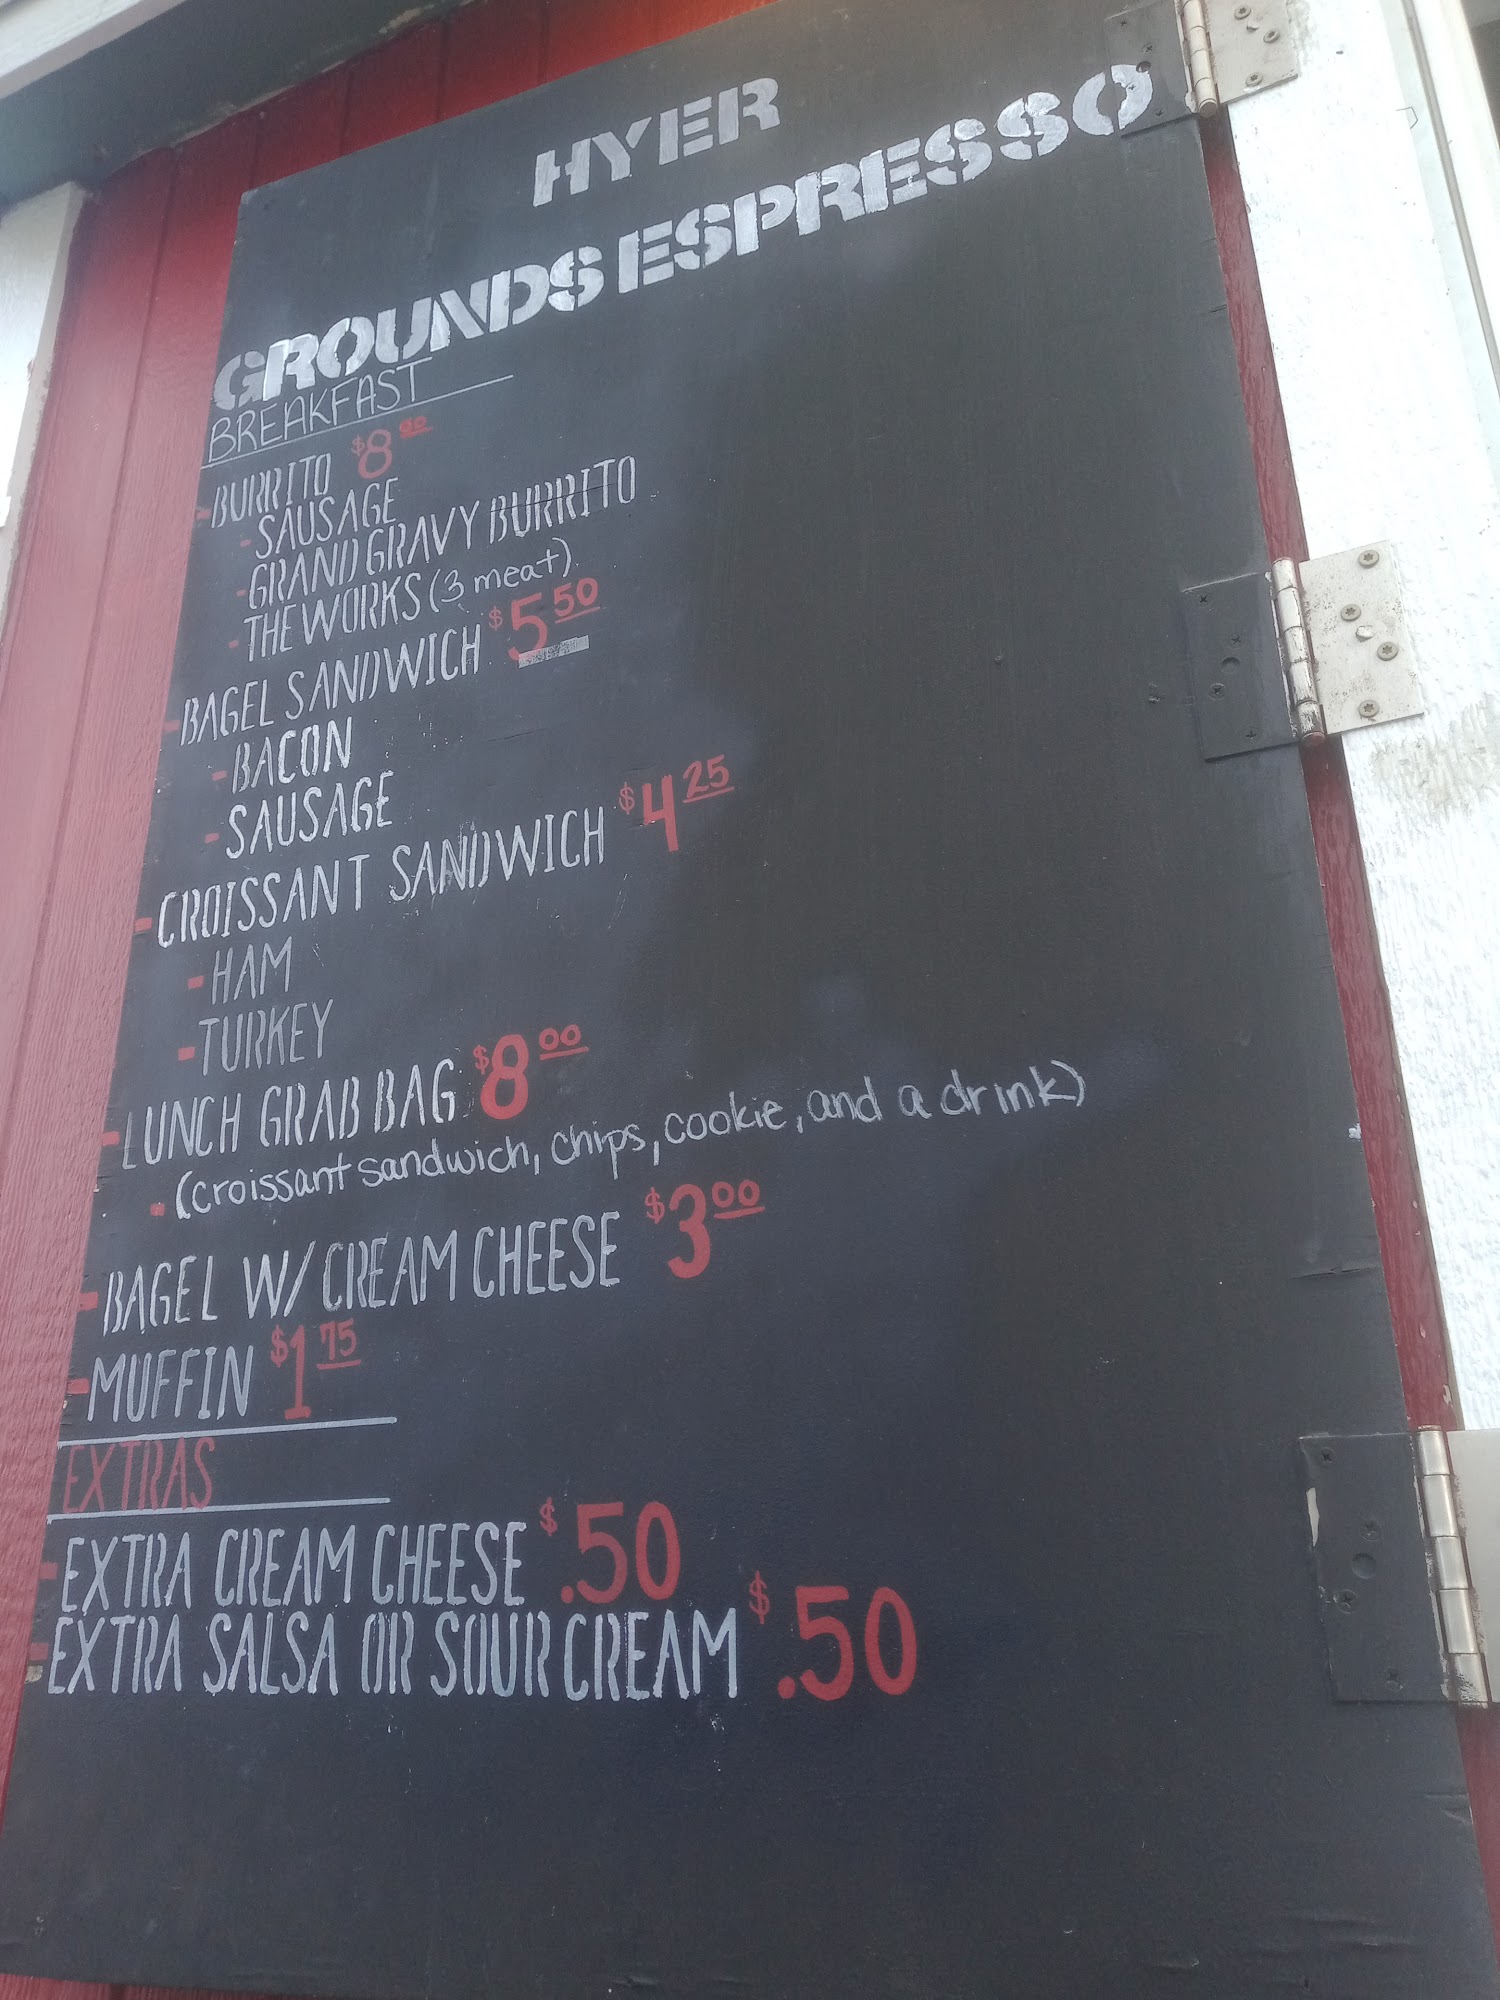 HYER
GROUNDS ESPRESSO
BREAKFAST
-BURRITO $8 00
-SAUSAGE
-GRAND GRAVY BURRITO
-THE WORKS (3 meat)
-BAGEL SANDWICH $5 50
-BACON
-SAUSAGE
-CROISSANT SANDWICH $4 25
-HAM
-TURKEY
-LUNCH GRAB BAG $8 00
-(croissant sandwich, chips, cookie, and a drink)
-BAGEL W/ CREAM CHEESE $3 00
-MUFFIN $1 75
EXTRAS
-EXTRA CREAM CHEESE $.50
-EXTRA SALSA OR SOUR CREAM $.50